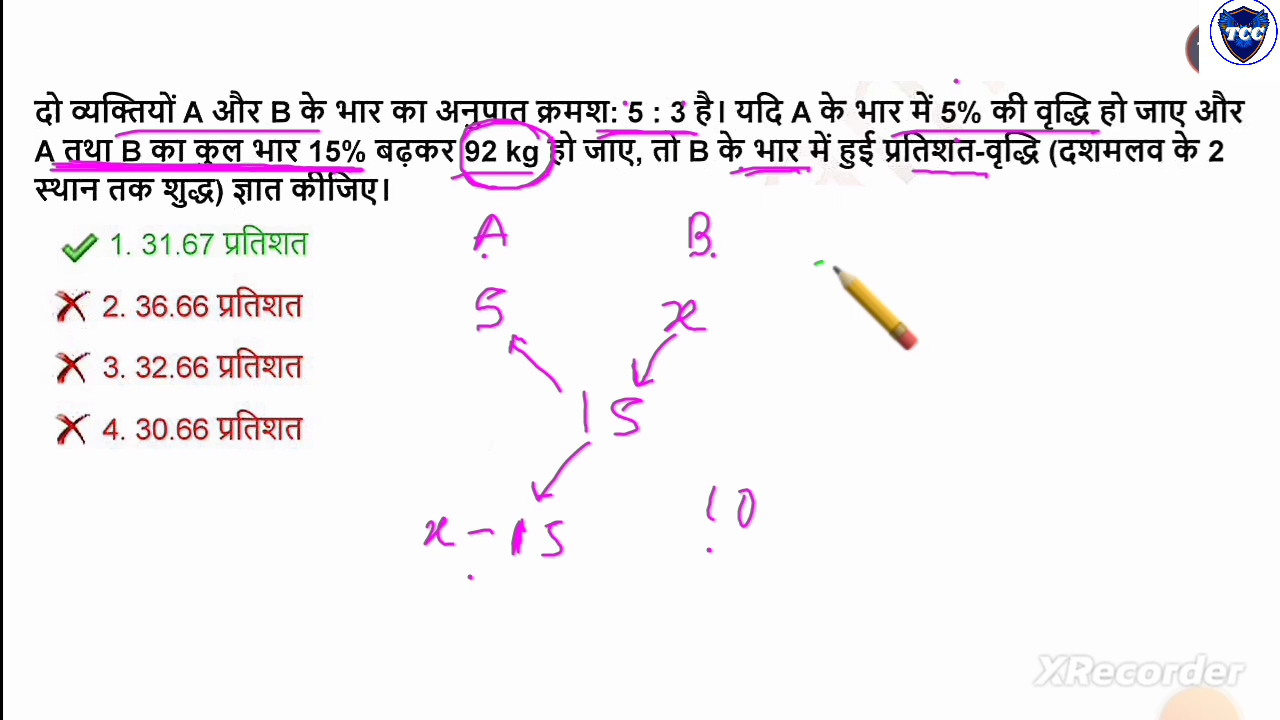 TCC
दो व्यक्तियों A और B के भार का अनुपात क्रमश: 5 : 3 है। यदि A के भार में 5% की वृद्धि हो जाए और
A तथा B का कुल भार 15% बढ़कर 92 kg हो जाए, तो B के भार में हुई प्रतिशत-वृद्धि (दशमलव के 2
स्थान तक शुद्ध) ज्ञात कीजिए।
1. 31.67 प्रतिशत
2. 36.66 प्रतिशत
3. 32.66 प्रतिशत
4. 30.66 प्रतिशत
A B
5 x
15
x - 15 10
XRecorder